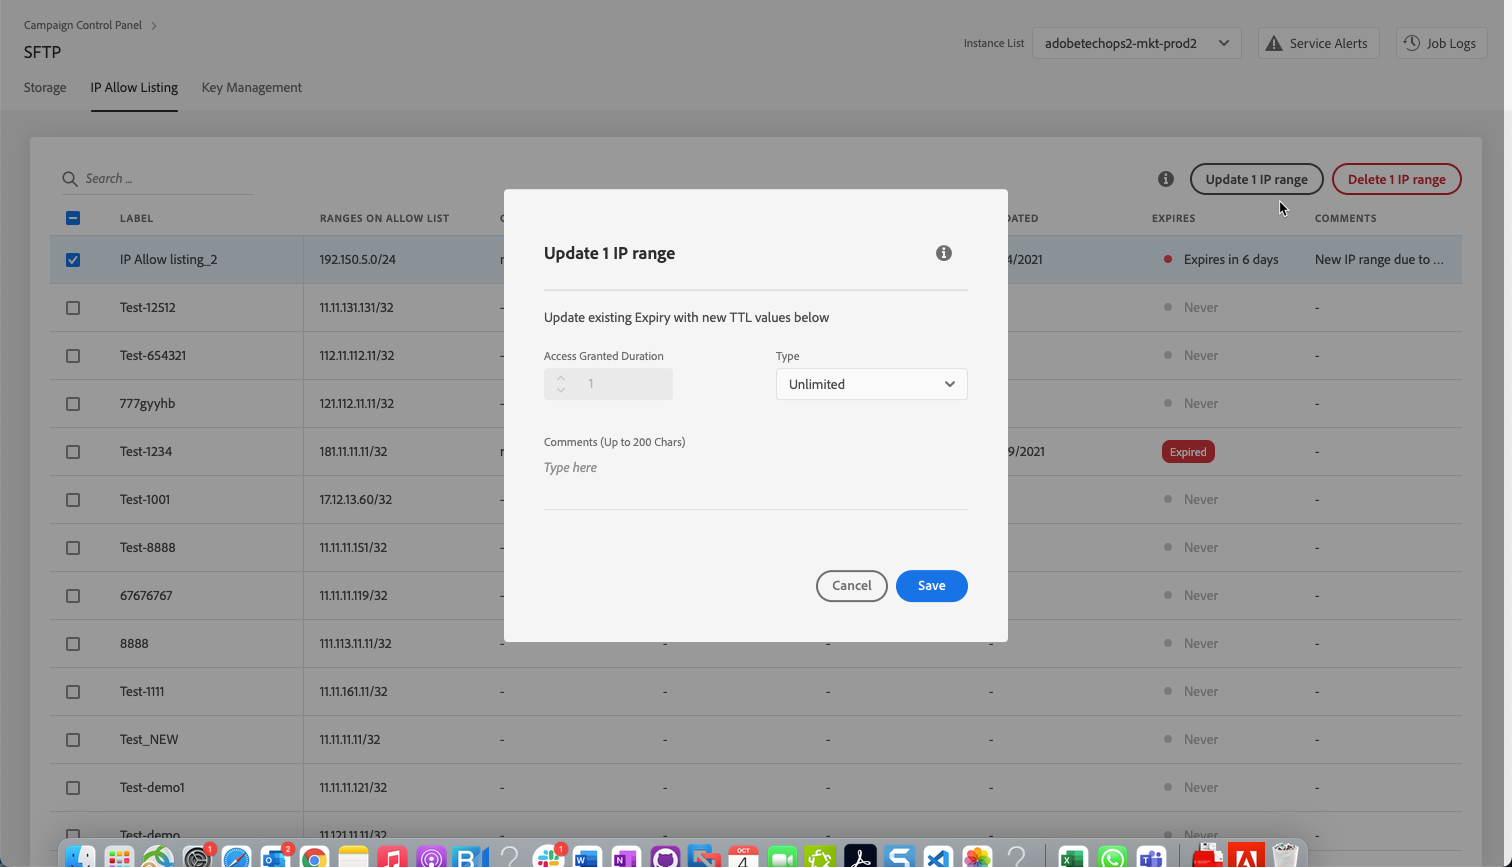 Campaign Control Panel
SFTP
Instance List
adobetechops2-mkt-prod2
Service Alerts
Job Logs
Storage
IP Allow Listing
Key Management
Search ...
Update 1 IP range
Delete 1 IP range
LABEL RANGES ON ALLOW LIST EXPIRES COMMENTS
IP Allow listing_2 192.150.5.0/24 4/2021 Expires in 6 days New IP range due to ...
Test-12512 11.11.131.131/32 - Never -
Test-654321 112.11.112.11/32 - Never -
777gyyhb 121.112.11.11/32 - Never -
Test-1234 181.11.11.11/32 9/2021 Expired -
Test-1001 17.12.13.60/32 - Never -
Test-8888 11.11.11.151/32 - Never -
67676767 11.11.11.119/32 - Never -
8888 111.113.11.11/32 - - - - Never -
Test-1111 11.11.161.11/32 - - - - Never -
Test_NEW 11.11.11.11/32 - - - - Never -
Test-demo1 11.11.11.121/32 - - - - Never -
Test-demo 11.121.11.11/32 Never
Update 1 IP range
Update existing Expiry with new TTL values below
Access Granted Duration
1
Type
Unlimited
Comments (Up to 200 Chars)
Type here
Cancel
Save
1
2
1
OCT
4